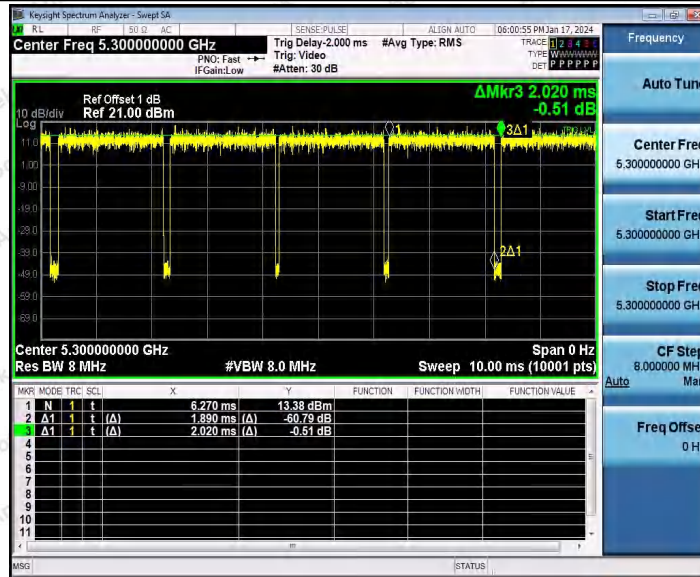 Keysight Spectrum Analyzer - Swept SA
RL RF 50 Ω AC SENSE:PULSE ALIGN AUTO 06:00:55 PM Jan 17, 2024
Center Freq 5.300000000 GHz
PNO: Fast
IFGain:Low
Trig Delay-2.000 ms
Trig: Video
#Atten: 30 dB
#Avg Type: RMS
TRACE 1 2 3 4 5 6
TYPE WWWWWW
DET P P P P P P
Frequency
Auto Tune
Center Freq
5.300000000 GH
Start Freq
5.300000000 GH
Stop Freq
5.300000000 GH
CF Step
8.000000 MH
Auto Ma
Freq Offse
0 H
ΔMkr3 2.020 ms
-0.51 dB
Ref Offset 1 dB
10 dB/div Ref 21.00 dBm
Log
11.0
1.00
-9.00
-19.0
-29.0
-39.0
-49.0
-59.0
-69.0
1
3Δ1
2Δ1
Center 5.300000000 GHz Span 0 Hz
Res BW 8 MHz #VBW 8.0 MHz Sweep 10.00 ms (10001 pts)
MKR MODE TRC SCL X Y FUNCTION FUNCTION WIDTH FUNCTION VALUE
1 N 1 t 6.270 ms 13.38 dBm
2 Δ1 1 t (Δ) 1.890 ms (Δ) -60.79 dB
3 Δ1 1 t (Δ) 2.020 ms (Δ) -0.51 dB
4
5
6
7
8
9
10
11
MSG STATUS